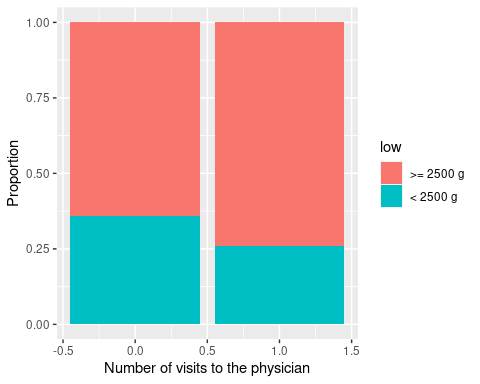 1.00
0.75
0.50
0.25
0.00
Proportion
-0.5 0.0 0.5 1.0 1.5
Number of visits to the physician
low
>= 2500 g
< 2500 g